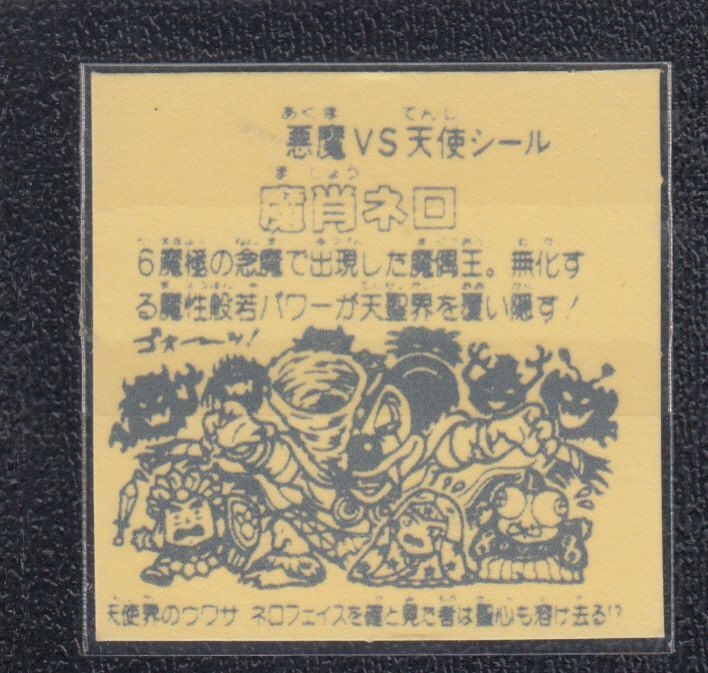 あくま てんし
悪魔VS天使シール
ま しょう
魔肖ネロ
6魔極の念魔で出現した魔偶王。無化す
る魔性般若パワーが天聖界を覆い隠す!
ゴォーーッ!
天使界のウワサ ネロフェイスを確と見た者は聖心も溶け去る!?